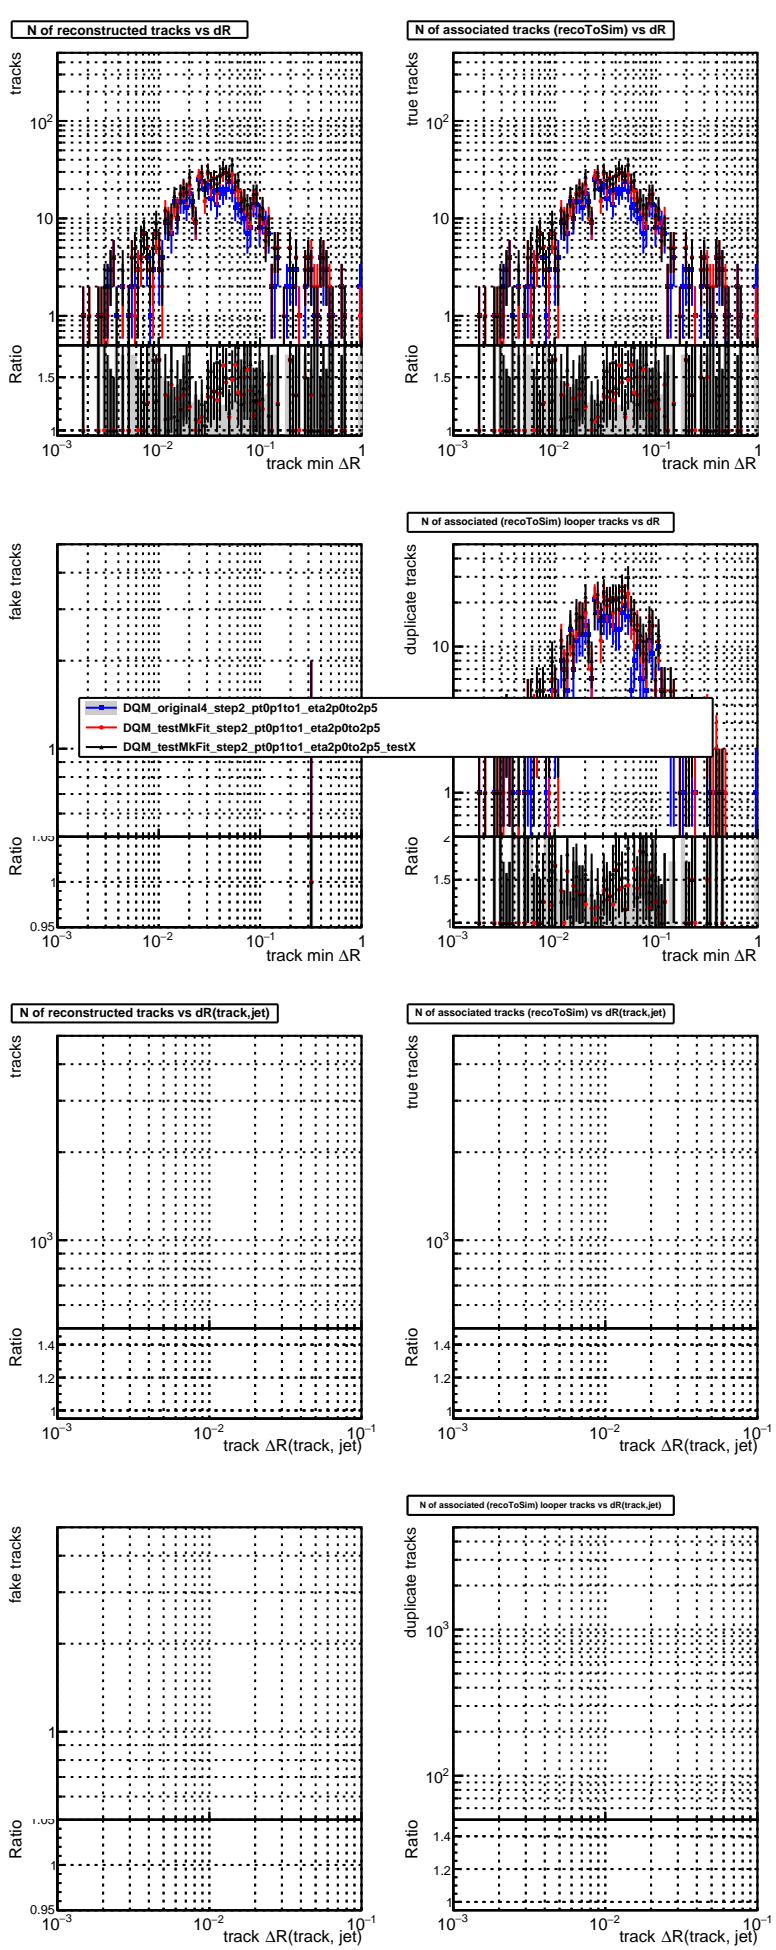 N of reconstructed tracks vs dR
tracks
10²
10
1
Ratio
1.5
1
10⁻³ 10⁻² 10⁻¹ 1
track min ΔR
N of associated tracks (recoToSim) vs dR
true tracks
10²
10
1
Ratio
1.5
1
10⁻³ 10⁻² 10⁻¹ 1
track min ΔR
fake tracks
1
Ratio
1.05
1
0.95
10⁻³ 10⁻² 10⁻¹ 1
track min ΔR
N of associated (recoToSim) looper tracks vs dR
duplicate tracks
10
1
Ratio
2
1.5
1
10⁻³ 10⁻² 10⁻¹ 1
track min ΔR
DQM_original4_step2_pt0p1to1_eta2p0to2p5
DQM_testMkFit_step2_pt0p1to1_eta2p0to2p5
DQM_testMkFit_step2_pt0p1to1_eta2p0to2p5_testX
N of reconstructed tracks vs dR(track,jet)
tracks
10³
Ratio
1.4
1.2
1
10⁻³ 10⁻² 10⁻¹
track ΔR(track, jet)
N of associated tracks (recoToSim) vs dR(track,jet)
true tracks
10³
Ratio
1.4
1.2
1
10⁻³ 10⁻² 10⁻¹
track ΔR(track, jet)
fake tracks
1
Ratio
1.05
1
0.95
10⁻³ 10⁻² 10⁻¹
track ΔR(track, jet)
N of associated (recoToSim) looper tracks vs dR(track,jet)
duplicate tracks
10³
10²
Ratio
1.4
1.2
1
10⁻³ 10⁻² 10⁻¹
track ΔR(track, jet)